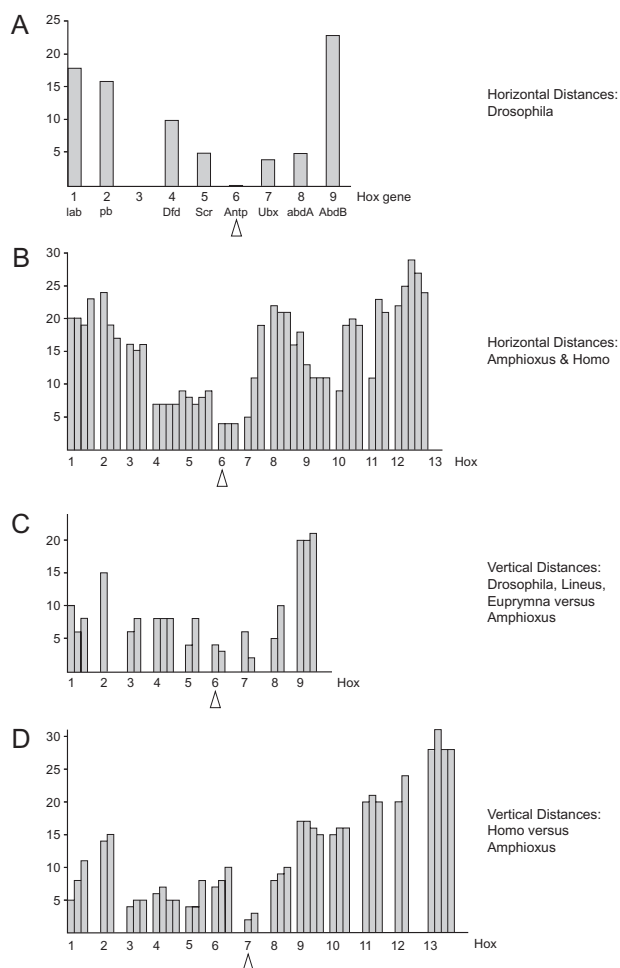 A
25
20
15
10
5
1 2 3 4 5 6 7 8 9 Hox gene
lab pb Dfd Scr Antp Ubx abdA AbdB
Horizontal Distances:
Drosophila
B
30
25
20
15
10
5
1 2 3 4 5 6 7 8 9 10 11 12 13 Hox
Horizontal Distances:
Amphioxus & Homo
C
20
15
10
5
1 2 3 4 5 6 7 8 9 Hox
Vertical Distances:
Drosophila, Lineus,
Euprymna versus
Amphioxus
D
30
25
20
15
10
5
1 2 3 4 5 6 7 8 9 10 11 12 13 Hox
Vertical Distances:
Homo versus
Amphioxus